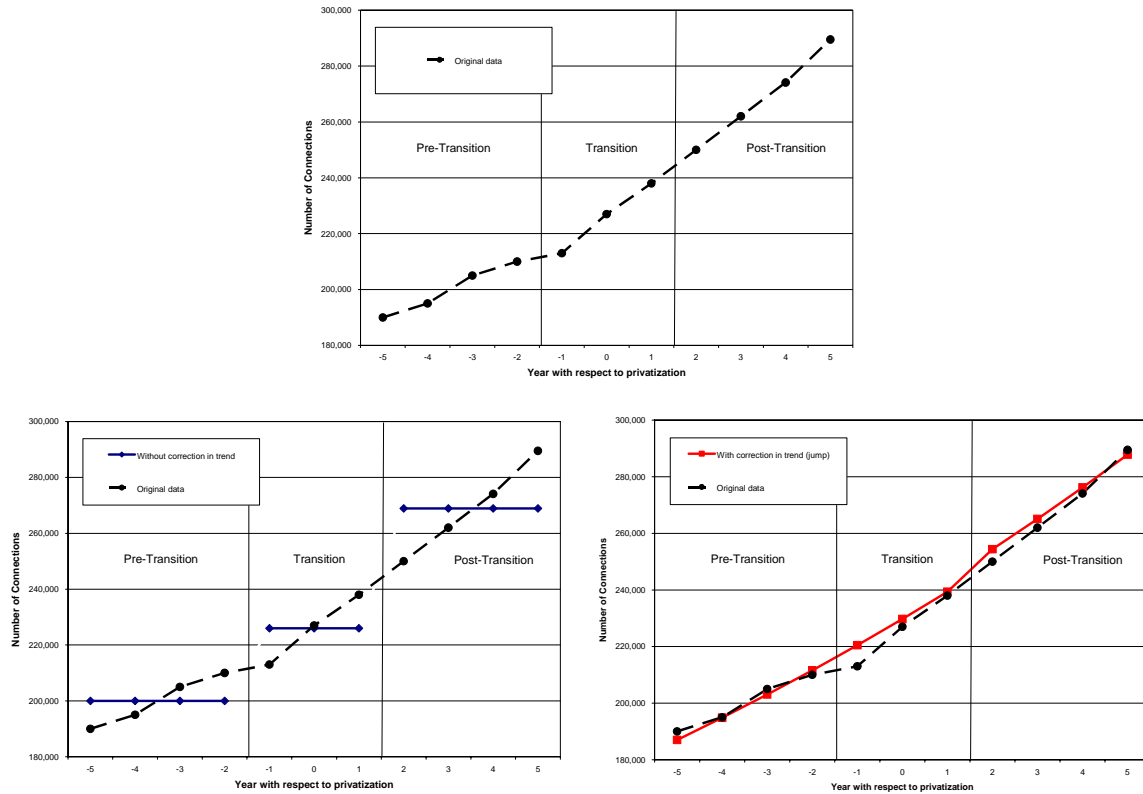 300,000
280,000
260,000
240,000
220,000
200,000
180,000
Number of Connections
Original data
Pre-Transition Transition Post-Transition
-5 -4 -3 -2 -1 0 1 2 3 4 5
Year with respect to privatization
300,000
280,000
260,000
240,000
220,000
200,000
180,000
Number of Connections
Without correction in trend
Original data
Pre-Transition Transition Post-Transition
-5 -4 -3 -2 -1 0 1 2 3 4 5
Year with respect to privatization
300,000
280,000
260,000
240,000
220,000
200,000
180,000
Number of Connections
With correction in trend (jump)
Original data
Pre-Transition Transition Post-Transition
-5 -4 -3 -2 -1 0 1 2 3 4 5
Year with respect to privatization